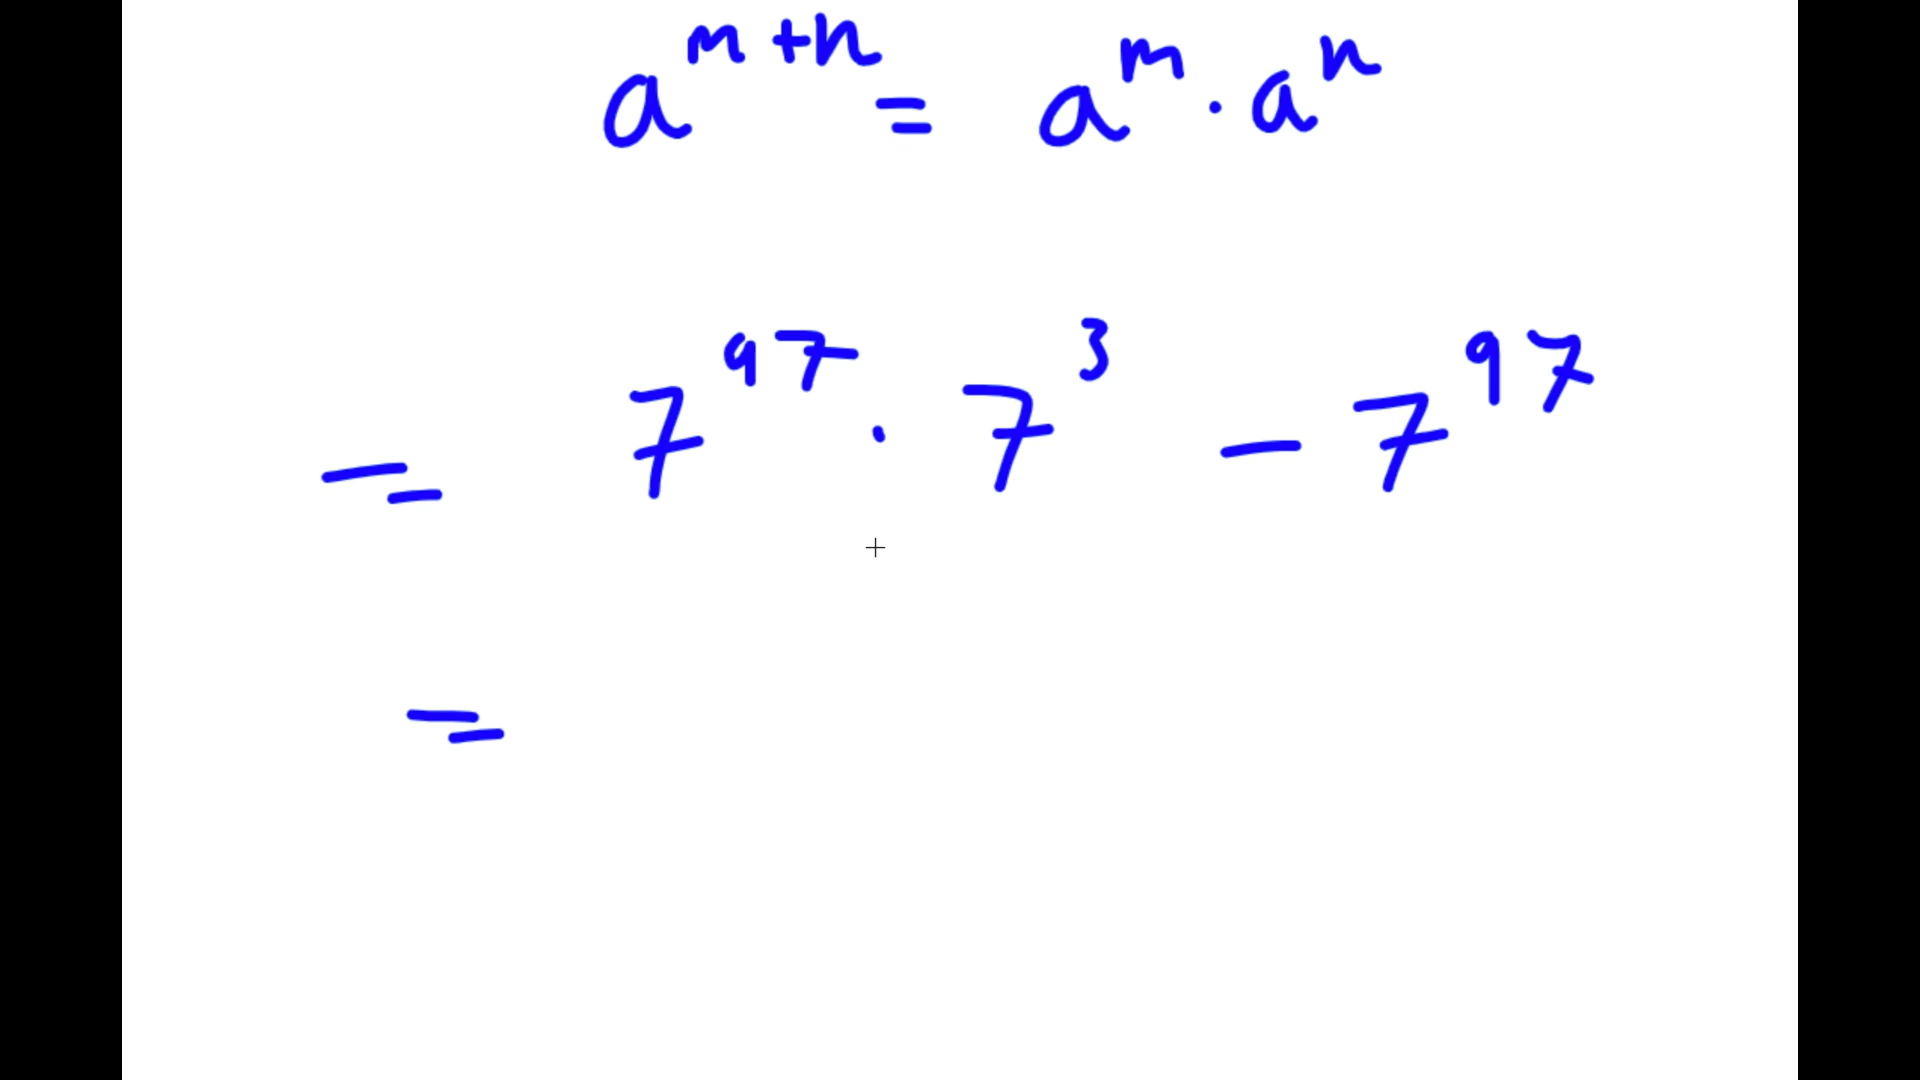 a^{m+n} = a^m · a^n
= 7^{97} · 7^3 - 7^{97}
=